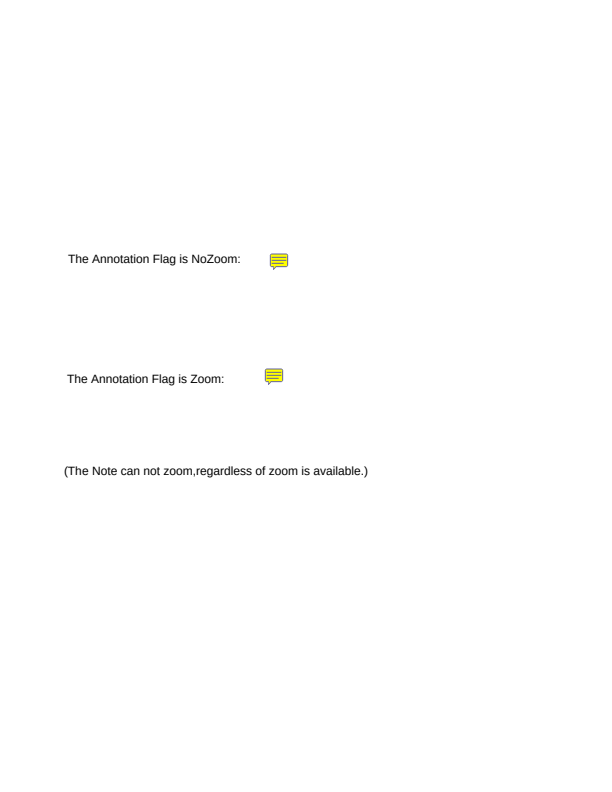 The Annotation Flag is NoZoom:
The Annotation Flag is Zoom:
(The Note can not zoom,regardless of zoom is available.)